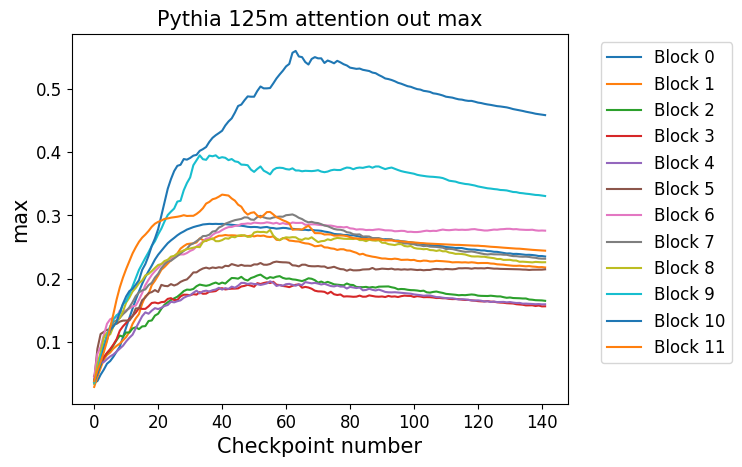 Pythia 125m attention out max
max
0.5
0.4
0.3
0.2
0.1
0 20 40 60 80 100 120 140
Checkpoint number
Block 0
Block 1
Block 2
Block 3
Block 4
Block 5
Block 6
Block 7
Block 8
Block 9
Block 10
Block 11